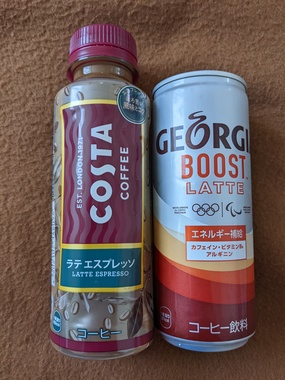 COSTA
COFFEE
EST. LONDON 1971
ラテ エスプレッソ
LATTE ESPRESSO
コーヒー
GEORGI
BOOST
LATTE
エネルギー補給
カフェイン・ビタミンB6
アルギニン
コーヒー飲料